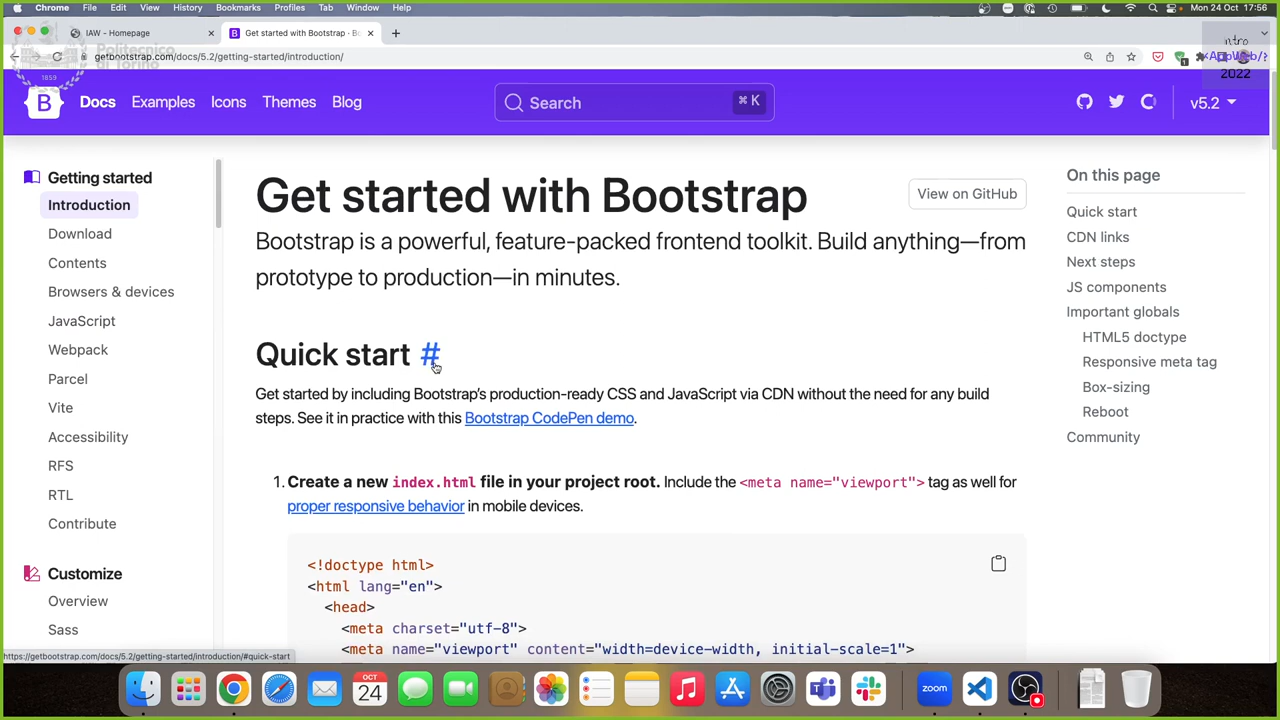 Chrome File Edit View History Bookmarks Profiles Tab Window Help Mon 24 Oct 17:56
IAW - Homepage Get started with Bootstrap · Bo
getbootstrap.com/docs/5.2/getting-started/introduction/
Politecnico
di Torino
1859
intro
<AppWeb/>
2022
B Docs Examples Icons Themes Blog Search ⌘ K v5.2
Getting started
Introduction
Download
Contents
Browsers & devices
JavaScript
Webpack
Parcel
Vite
Accessibility
RFS
RTL
Contribute
Customize
Overview
Sass
Get started with Bootstrap
View on GitHub
Bootstrap is a powerful, feature-packed frontend toolkit. Build anything—from
prototype to production—in minutes.
Quick start #
Get started by including Bootstrap's production-ready CSS and JavaScript via CDN without the need for any build
steps. See it in practice with this Bootstrap CodePen demo.
1. Create a new index.html file in your project root. Include the <meta name="viewport"> tag as well for
proper responsive behavior in mobile devices.
<!doctype html>
<html lang="en">
<head>
<meta charset="utf-8">
<meta name="viewport" content="width=device-width, initial-scale=1">
On this page
Quick start
CDN links
Next steps
JS components
Important globals
HTML5 doctype
Responsive meta tag
Box-sizing
Reboot
Community
https://getbootstrap.com/docs/5.2/getting-started/introduction/#quick-start
OCT
24
zoom